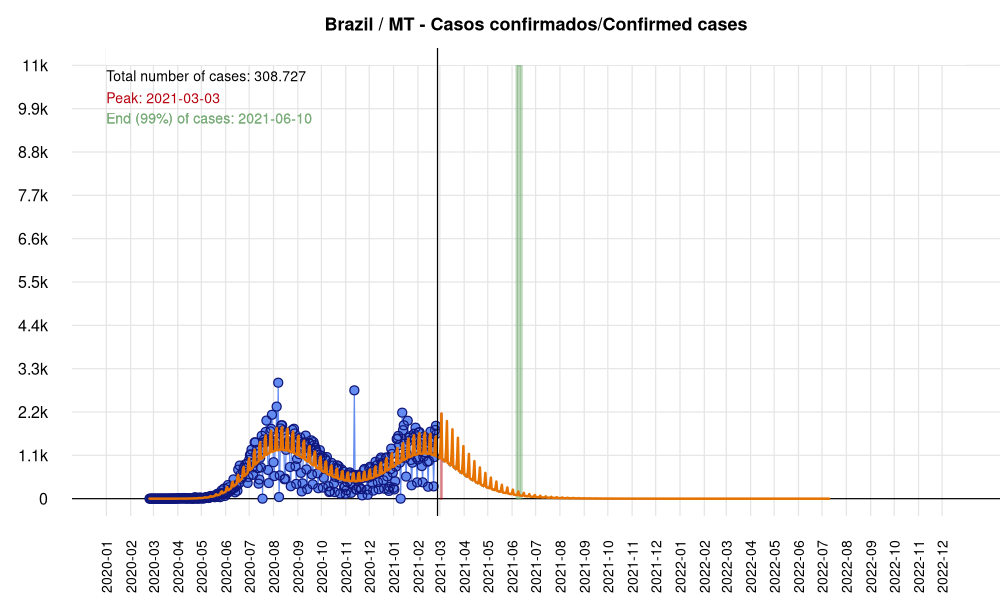 Brazil / MT - Casos confirmados/Confirmed cases
Total number of cases: 308.727
Peak: 2021-03-03
End (99%) of cases: 2021-06-10
11k
9.9k
8.8k
7.7k
6.6k
5.5k
4.4k
3.3k
2.2k
1.1k
0
2020-01
2020-02
2020-03
2020-04
2020-05
2020-06
2020-07
2020-08
2020-09
2020-10
2020-11
2020-12
2021-01
2021-02
2021-03
2021-04
2021-05
2021-06
2021-07
2021-08
2021-09
2021-10
2021-11
2021-12
2022-01
2022-02
2022-03
2022-04
2022-05
2022-06
2022-07
2022-08
2022-09
2022-10
2022-11
2022-12